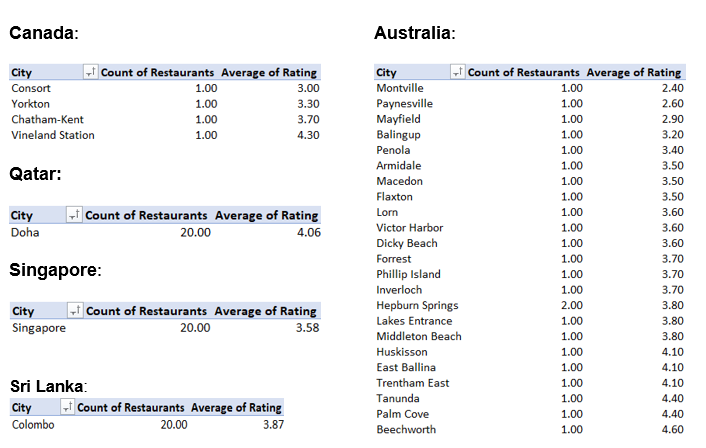 Canada:
City Count of Restaurants Average of Rating
Consort 1.00 3.00
Yorkton 1.00 3.30
Chatham-Kent 1.00 3.70
Vineland Station 1.00 4.30
Qatar:
City Count of Restaurants Average of Rating
Doha 20.00 4.06
Singapore:
City Count of Restaurants Average of Rating
Singapore 20.00 3.58
Sri Lanka:
City Count of Restaurants Average of Rating
Colombo 20.00 3.87
Australia:
City Count of Restaurants Average of Rating
Montville 1.00 2.40
Paynesville 1.00 2.60
Mayfield 1.00 2.90
Balingup 1.00 3.20
Penola 1.00 3.40
Armidale 1.00 3.50
Macedon 1.00 3.50
Flaxton 1.00 3.50
Lorn 1.00 3.60
Victor Harbor 1.00 3.60
Dicky Beach 1.00 3.60
Forrest 1.00 3.70
Phillip Island 1.00 3.70
Inverloch 1.00 3.70
Hepburn Springs 2.00 3.80
Lakes Entrance 1.00 3.80
Middleton Beach 1.00 3.80
Huskisson 1.00 4.10
East Ballina 1.00 4.10
Trentham East 1.00 4.10
Tanunda 1.00 4.40
Palm Cove 1.00 4.40
Beechworth 1.00 4.60